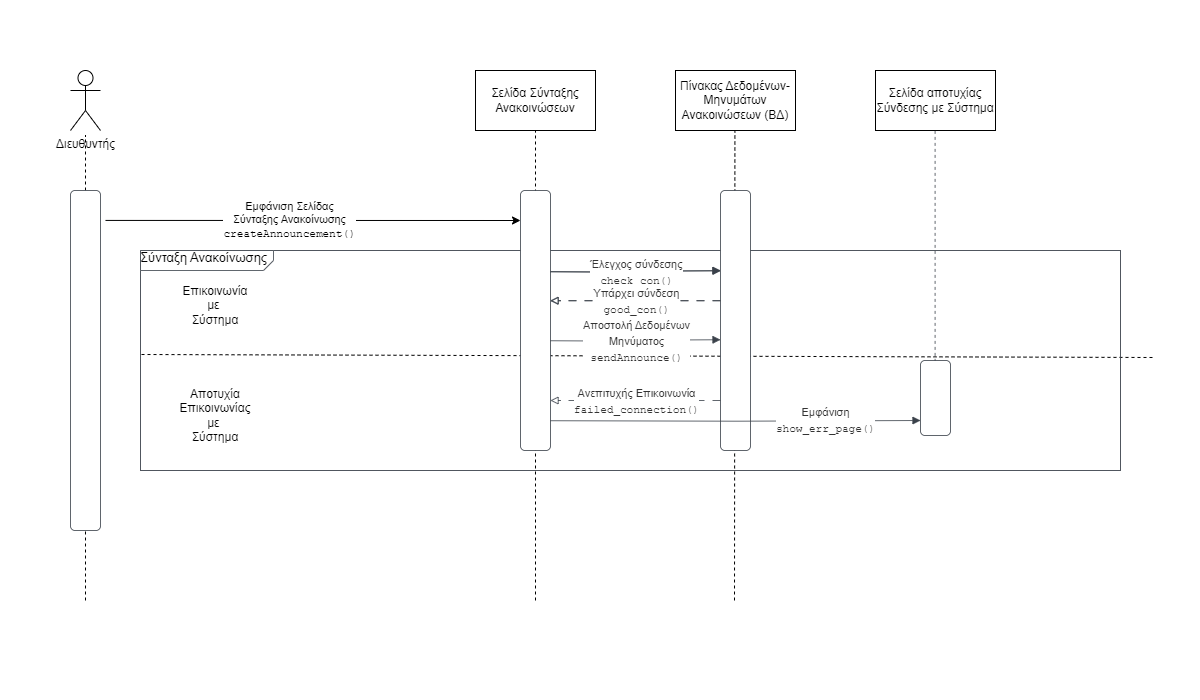 Διευθυντής
Σελίδα Σύνταξης
Ανακοινώσεων
Πίνακας Δεδομένων-
Μηνυμάτων
Ανακοινώσεων (ΒΔ)
Σελίδα αποτυχίας
Σύνδεσης με Σύστημα
Εμφάνιση Σελίδας
Σύνταξης Ανακοίνωσης
createAnnouncement()
Σύνταξη Ανακοίνωσης
Επικοινωνία
με
Σύστημα
Έλεγχος σύνδεσης
check_con()
Υπάρχει σύνδεση
good_con()
Αποστολή Δεδομένων
Μηνύματος
sendAnnounce()
Αποτυχία
Επικοινωνίας
με
Σύστημα
Ανεπιτυχής Επικοινωνία
failed_connection()
Εμφάνιση
show_err_page()